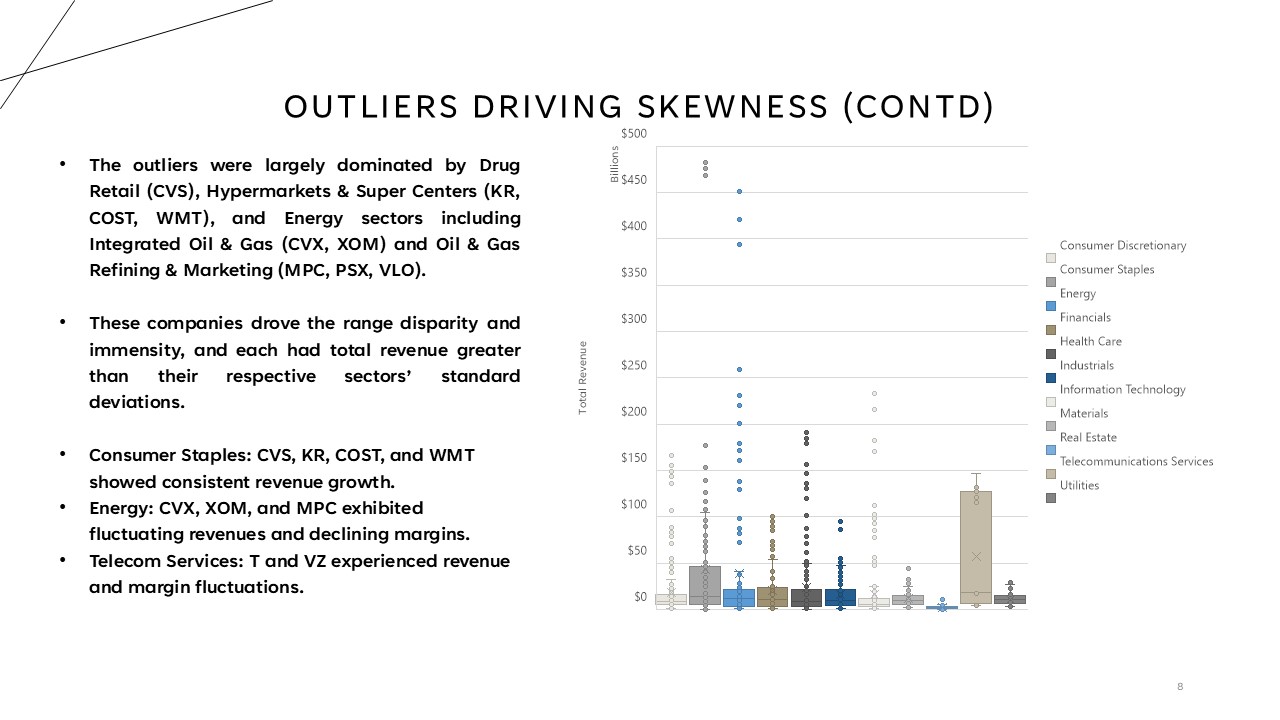 OUTLIERS DRIVING SKEWNESS (CONTD)
• The outliers were largely dominated by Drug
Retail (CVS), Hypermarkets & Super Centers (KR,
COST, WMT), and Energy sectors including
Integrated Oil & Gas (CVX, XOM) and Oil & Gas
Refining & Marketing (MPC, PSX, VLO).
• These companies drove the range disparity and
immensity, and each had total revenue greater
than their respective sectors’ standard
deviations.
• Consumer Staples: CVS, KR, COST, and WMT
showed consistent revenue growth.
• Energy: CVX, XOM, and MPC exhibited
fluctuating revenues and declining margins.
• Telecom Services: T and VZ experienced revenue
and margin fluctuations.
Total Revenue
Billions
$500
$450
$400
$350
$300
$250
$200
$150
$100
$50
$0
Consumer Discretionary
Consumer Staples
Energy
Financials
Health Care
Industrials
Information Technology
Materials
Real Estate
Telecommunications Services
Utilities
8